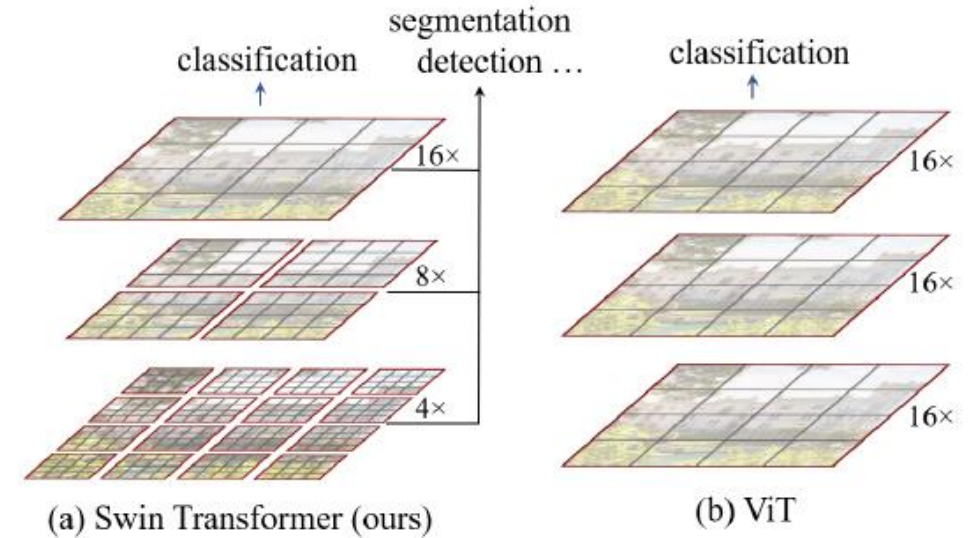 segmentation
detection ...
classification
16×
8×
4×
(a) Swin Transformer (ours)
classification
16×
16×
16×
(b) ViT